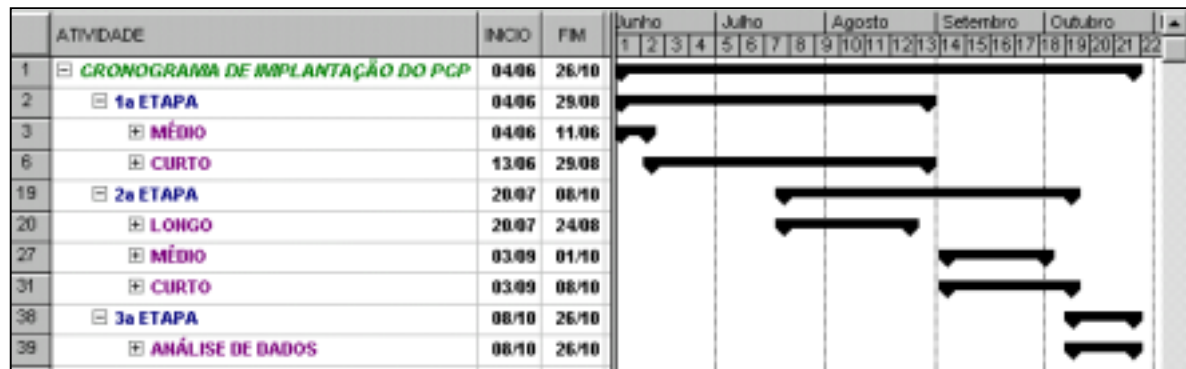 ATIVIDADE INICIO FIM Junho Julho Agosto Setembro Outubro
1 2 3 4 5 6 7 8 9 10 11 12 13 14 15 16 17 18 19 20 21 22
1 CRONOGRAMA DE IMPLANTAÇÃO DO PCP 04/06 26/10
2 1a ETAPA 04/06 29/08
3 MÉDIO 04/06 11/06
6 CURTO 13/06 29/08
19 2a ETAPA 20/07 08/10
20 LONGO 20/07 24/08
27 MÉDIO 03/09 01/10
31 CURTO 03/09 08/10
38 3a ETAPA 08/10 26/10
39 ANÁLISE DE DADOS 08/10 26/10